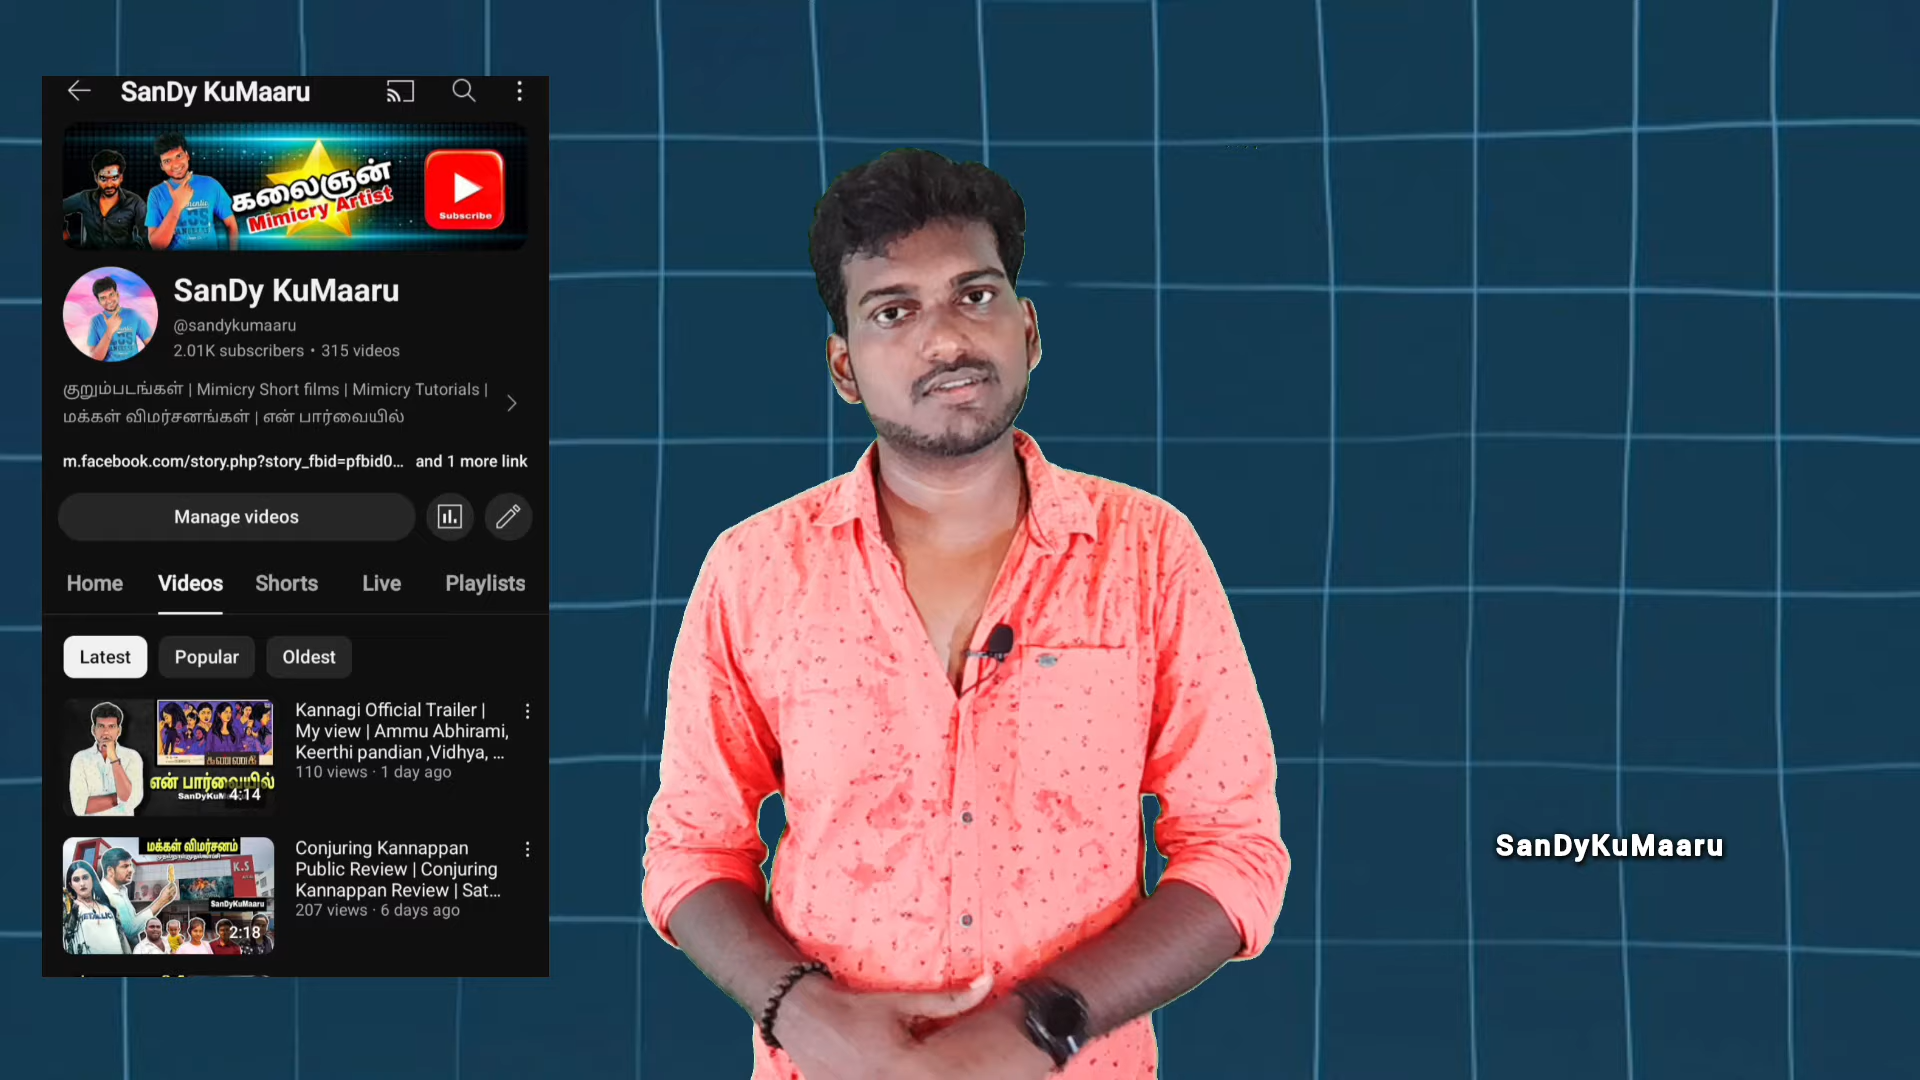 SanDy KuMaaru
கலைஞன்
Mimicry Artist
Subscribe
SanDy KuMaaru
@sandykumaaru
2.01K subscribers • 315 videos
குறும்படங்கள் | Mimicry Short films | Mimicry Tutorials |
மக்கள் விமர்சனங்கள் | என் பார்வையில்
m.facebook.com/story.php?story_fbid=pfbid0... and 1 more link
Manage videos
Home Videos Shorts Live Playlists
Latest Popular Oldest
Kannagi Official Trailer |
My view | Ammu Abhirami,
Keerthi pandian ,Vidhya, ...
110 views · 1 day ago
கண்ணகி
என் பார்வையில்
4:14
மக்கள் விமர்சனம்
K.S
SanDyKuMaaru
METALLIC
2:18
Conjuring Kannappan
Public Review | Conjuring
Kannappan Review | Sat...
207 views · 6 days ago
SanDyKuMaaru